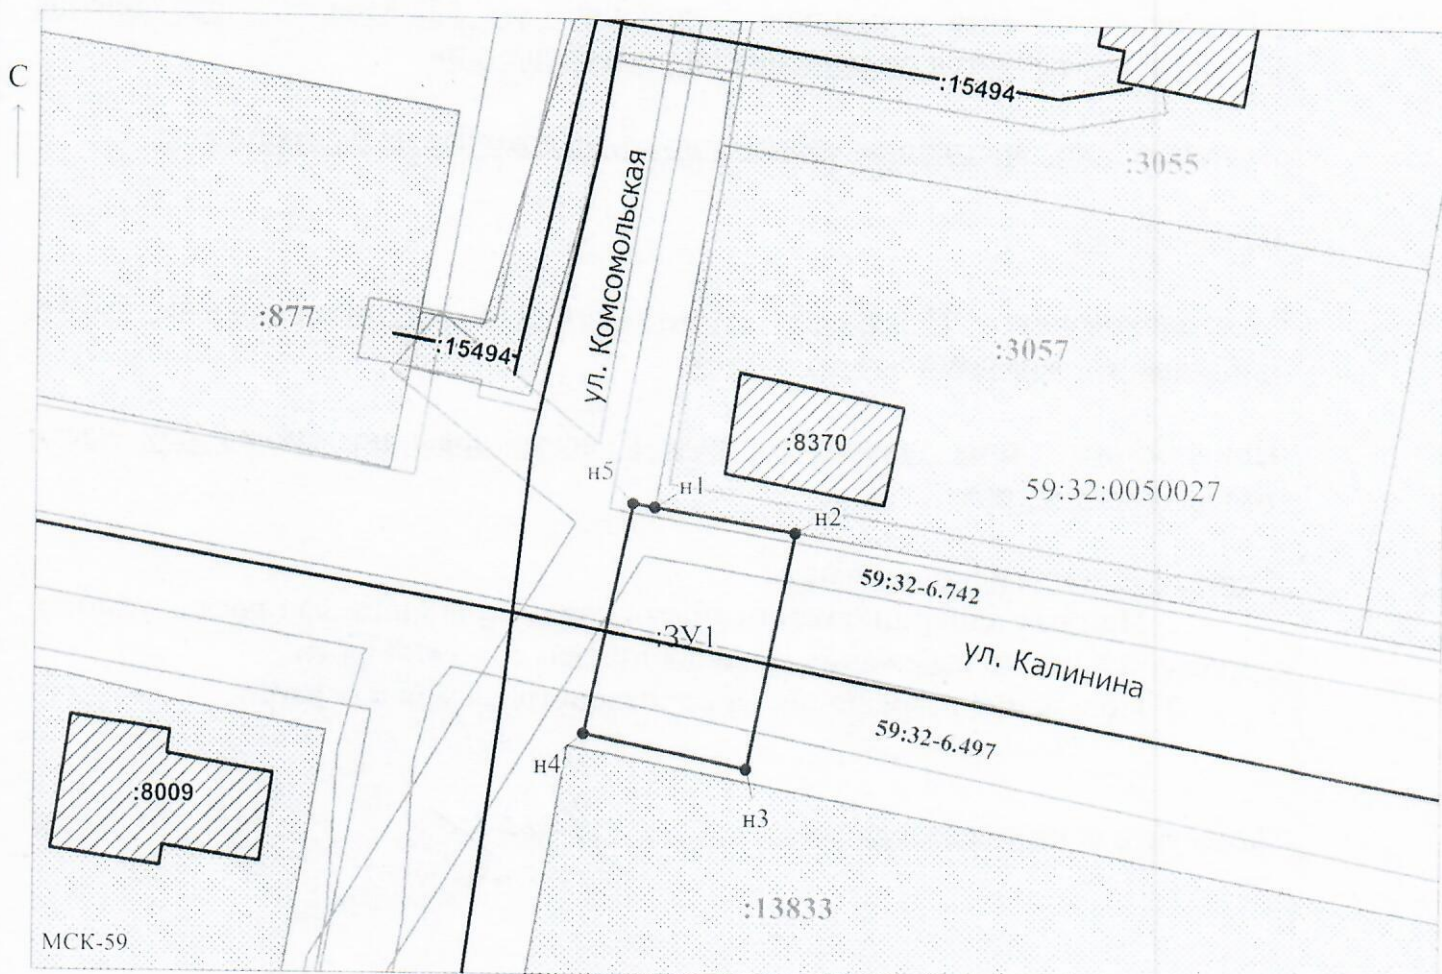 С
:15494
:3055
ул. Комсомольская
:877
:15494
:3057
:8370
н5
н1
н2
59:32:0050027
59:32-6.742
:ЗУ1
ул. Калинина
59:32-6.497
н4
:8009
н3
:13833
МСК-59